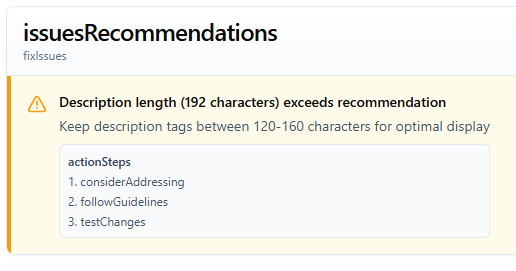 issuesRecommendations
fixIssues
Description length (192 characters) exceeds recommendation
Keep description tags between 120-160 characters for optimal display
actionSteps
1. considerAddressing
2. followGuidelines
3. testChanges